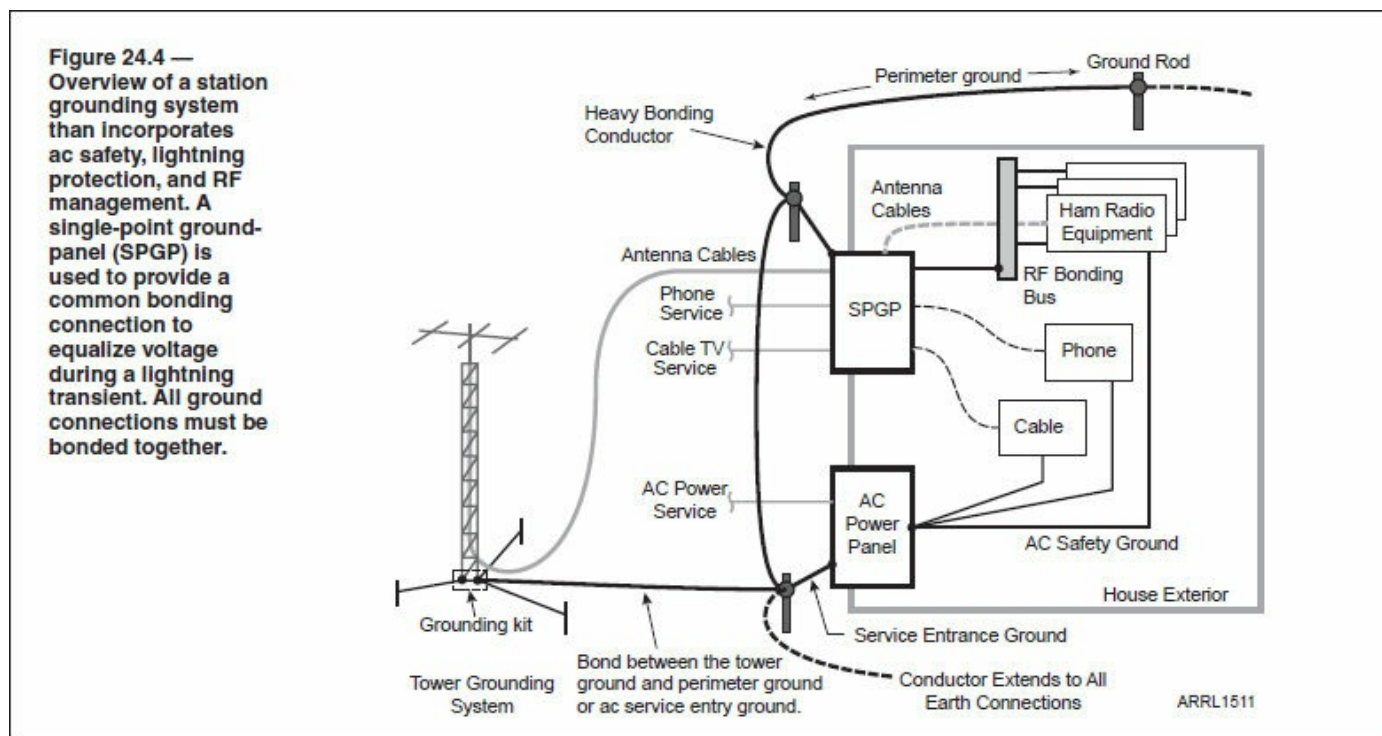 Figure 24.4 —
Overview of a station
grounding system
than incorporates
ac safety, lightning
protection, and RF
management. A
single-point ground-
panel (SPGP) is
used to provide a
common bonding
connection to
equalize voltage
during a lightning
transient. All ground
connections must be
bonded together.
Ground Rod
Perimeter ground
Heavy Bonding
Conductor
Antenna
Cables
Ham Radio
Equipment
Antenna Cables
RF Bonding
Bus
Phone
Service
SPGP
Cable TV
Service
Phone
Cable
AC Power
Service
AC
Power
Panel
AC Safety Ground
House Exterior
Grounding kit
Service Entrance Ground
Tower Grounding
System
Bond between the tower
ground and perimeter ground
or ac service entry ground.
Conductor Extends to All
Earth Connections
ARRL1511